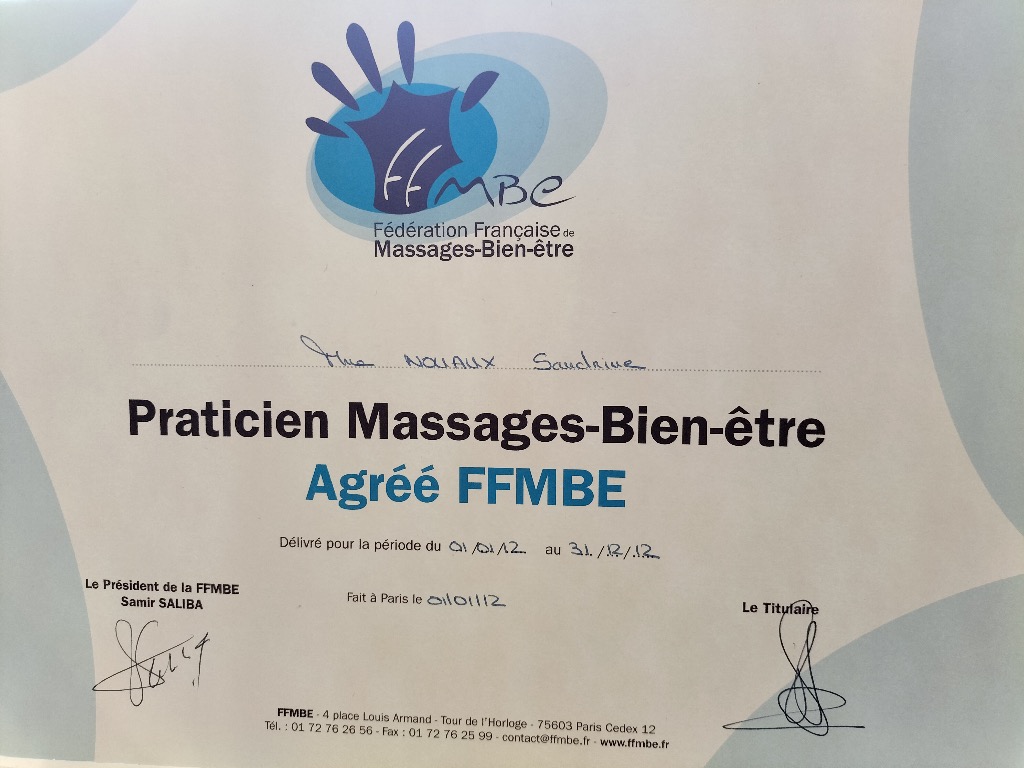 FFMBE
Fédération Française de
Massages-Bien-être
Mme NOUAUX Sandrine
Praticien Massages-Bien-être
Agréé FFMBE
Délivré pour la période du 01/01/12 au 31/12/12
Le Président de la FFMBE
Samir SALIBA
Fait à Paris le 01/01/12
Le Titulaire
FFMBE - 4 place Louis Armand - Tour de l'Horloge - 75603 Paris Cedex 12
Tél. : 01 72 76 26 56 - Fax : 01 72 76 25 99 - contact@ffmbe.fr - www.ffmbe.fr